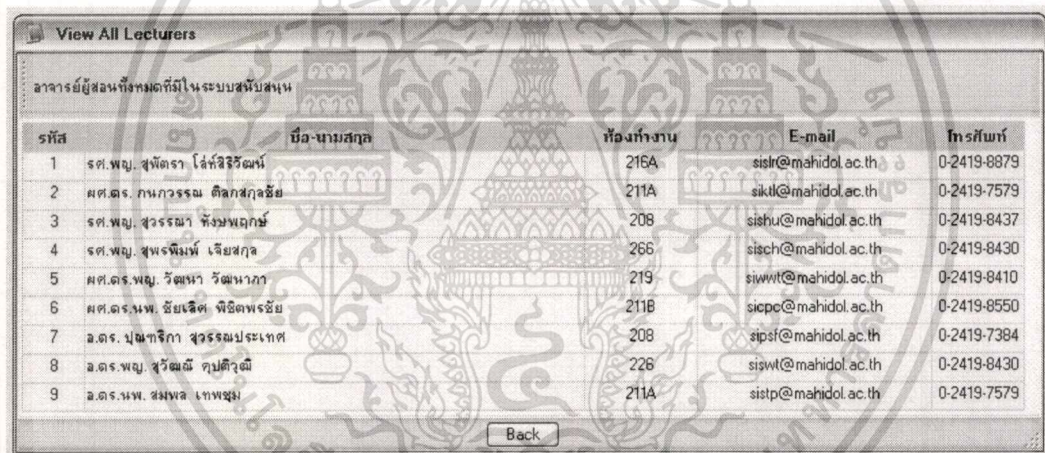 View All Lecturers
อาจารย์ผู้สอนทั้งหมดที่มีในระบบสนับสนุน
รหัส ชื่อ-นามสกุล ห้องทำงาน E-mail โทรศัพท์
1 รศ.พญ. สุพัตรา โล่ห์สิริวัฒน์ 216A sislr@mahidol.ac.th 0-2419-8879
2 ผศ.ดร. กนกวรรณ ติลกสกุลชัย 211A siktl@mahidol.ac.th 0-2419-7579
3 รศ.พญ. สุวรรณา หังษพฤกษ์ 208 sishu@mahidol.ac.th 0-2419-8437
4 รศ.พญ. สุพรพิมพ์ เจียสกุล 266 sisch@mahidol.ac.th 0-2419-8430
5 ผศ.ดร.พญ. วัฒนา วัฒนาภา 219 siwwt@mahidol.ac.th 0-2419-8410
6 ผศ.ดร.นพ. ชัยเลิศ พิชิตพรชัย 211B sicpc@mahidol.ac.th 0-2419-8550
7 อ.ดร. ปุณฑริกา สุวรรณประเทศ 208 sipsf@mahidol.ac.th 0-2419-7384
8 อ.ดร.พญ. สุวัฒณี คุปติวุฒิ 226 siswt@mahidol.ac.th 0-2419-8430
9 อ.ดร.นพ. สมพล เทพชุม 211A sistp@mahidol.ac.th 0-2419-7579
Back